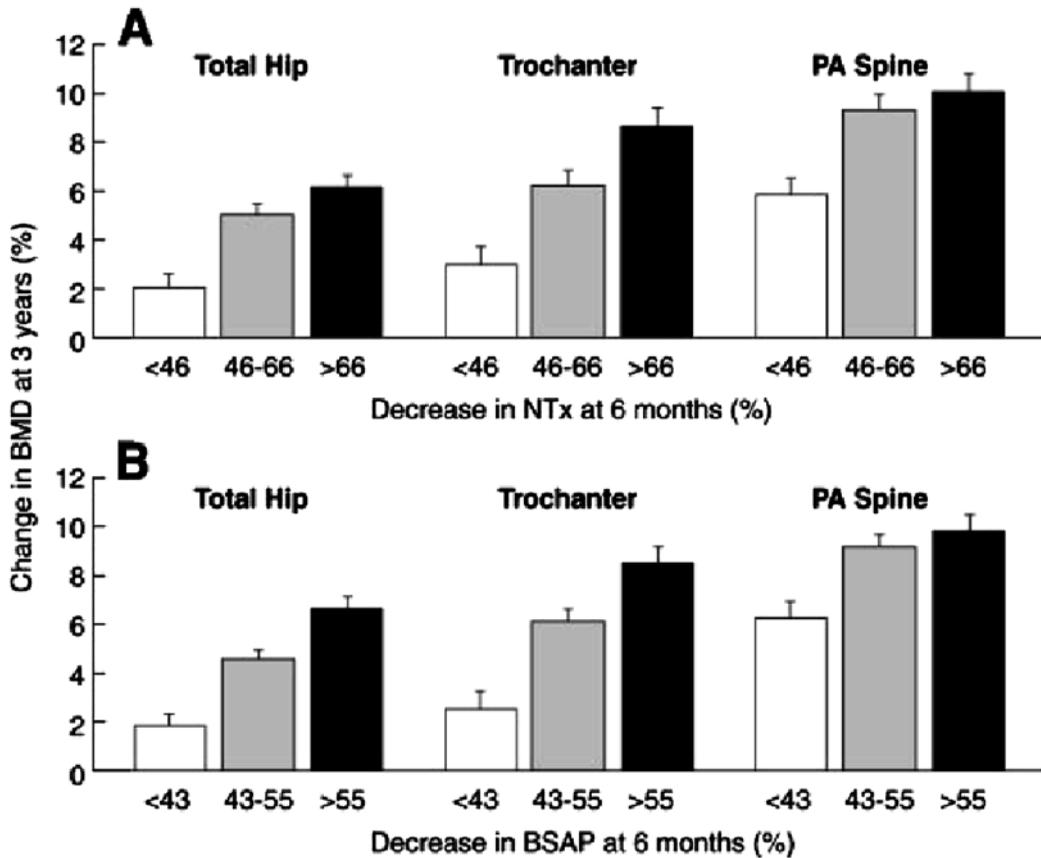 A
Total Hip Trochanter PA Spine
12
10
8
6
4
2
0
<46 46-66 >66 <46 46-66 >66 <46 46-66 >66
Decrease in NTx at 6 months (%)
Change in BMD at 3 years (%)
B
Total Hip Trochanter PA Spine
12
10
8
6
4
2
0
<43 43-55 >55 <43 43-55 >55 <43 43-55 >55
Decrease in BSAP at 6 months (%)